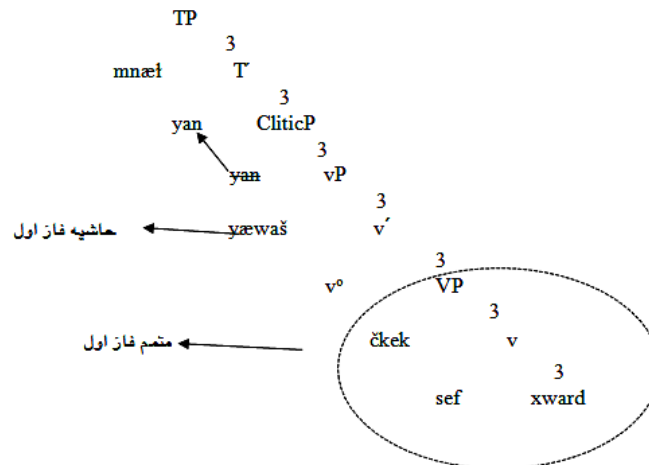 TP
3
mnæł T′
3
yan CliticP
3
yan vP
3
حاشیه فاز اول yæwaš v′
3
vº VP
3
متمم فاز اول čkek v
3
sef xward